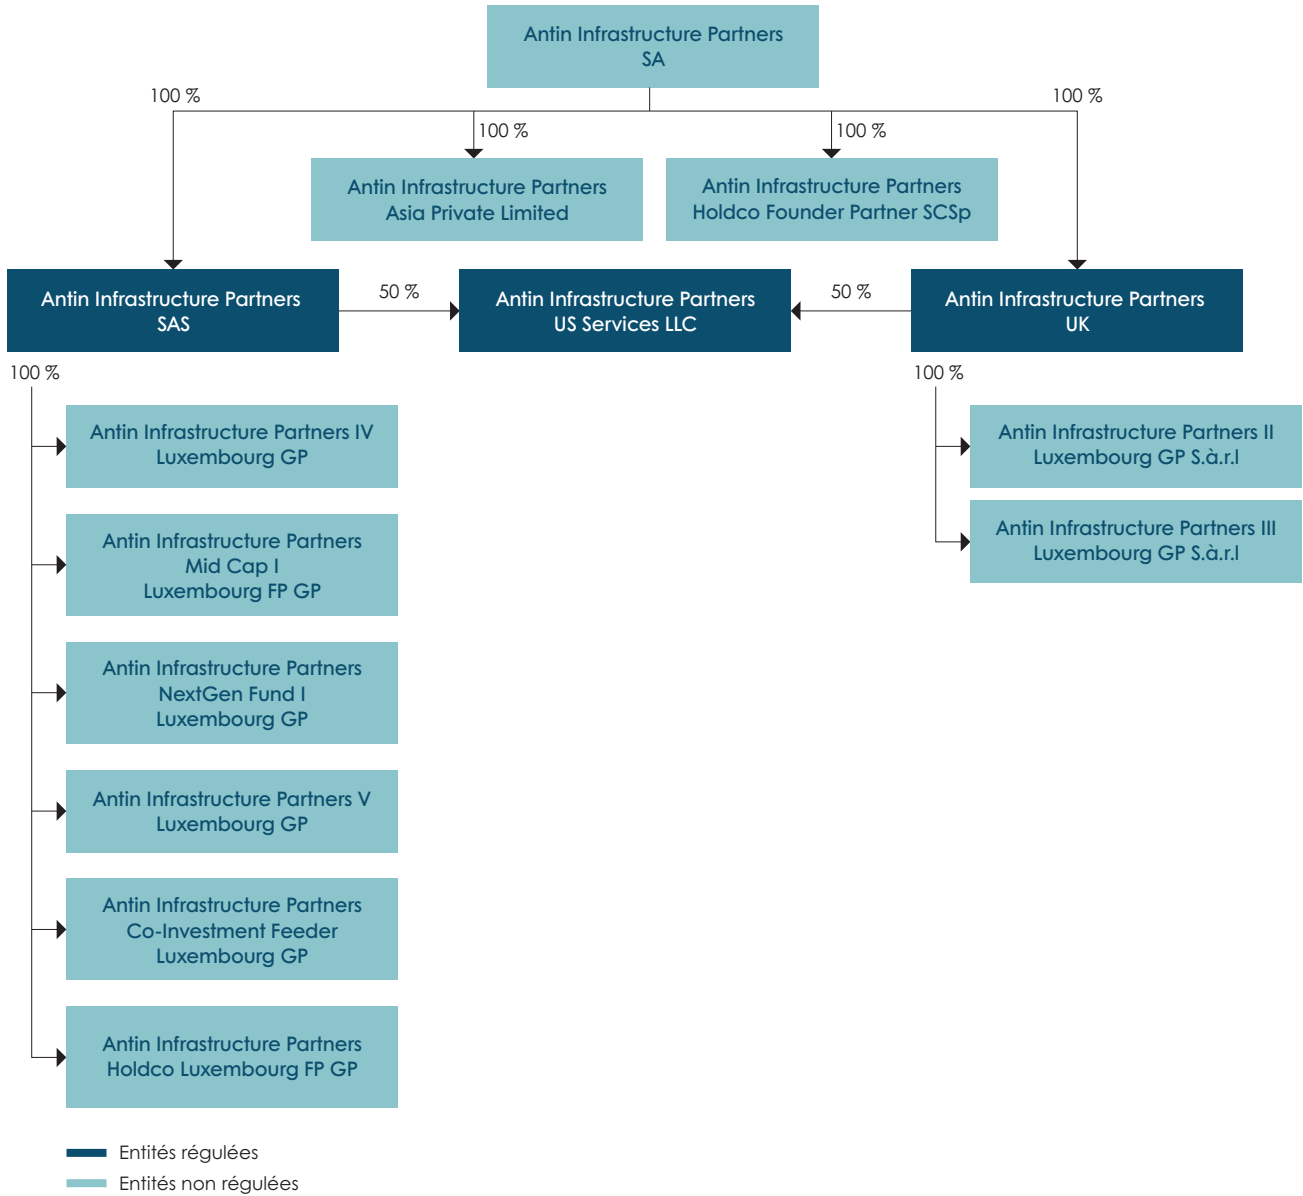 Antin Infrastructure Partners
SA
100 %
100 %
100 %
100 %
Antin Infrastructure Partners
Asia Private Limited
Antin Infrastructure Partners
Holdco Founder Partner SCSp
Antin Infrastructure Partners
SAS
50 %
Antin Infrastructure Partners
US Services LLC
50 %
Antin Infrastructure Partners
UK
100 %
Antin Infrastructure Partners IV
Luxembourg GP
Antin Infrastructure Partners
Mid Cap I
Luxembourg FP GP
Antin Infrastructure Partners
NextGen Fund I
Luxembourg GP
Antin Infrastructure Partners V
Luxembourg GP
Antin Infrastructure Partners
Co-Investment Feeder
Luxembourg GP
Antin Infrastructure Partners
Holdco Luxembourg FP GP
100 %
Antin Infrastructure Partners II
Luxembourg GP S.à.r.l
Antin Infrastructure Partners III
Luxembourg GP S.à.r.l
Entités régulées
Entités non régulées